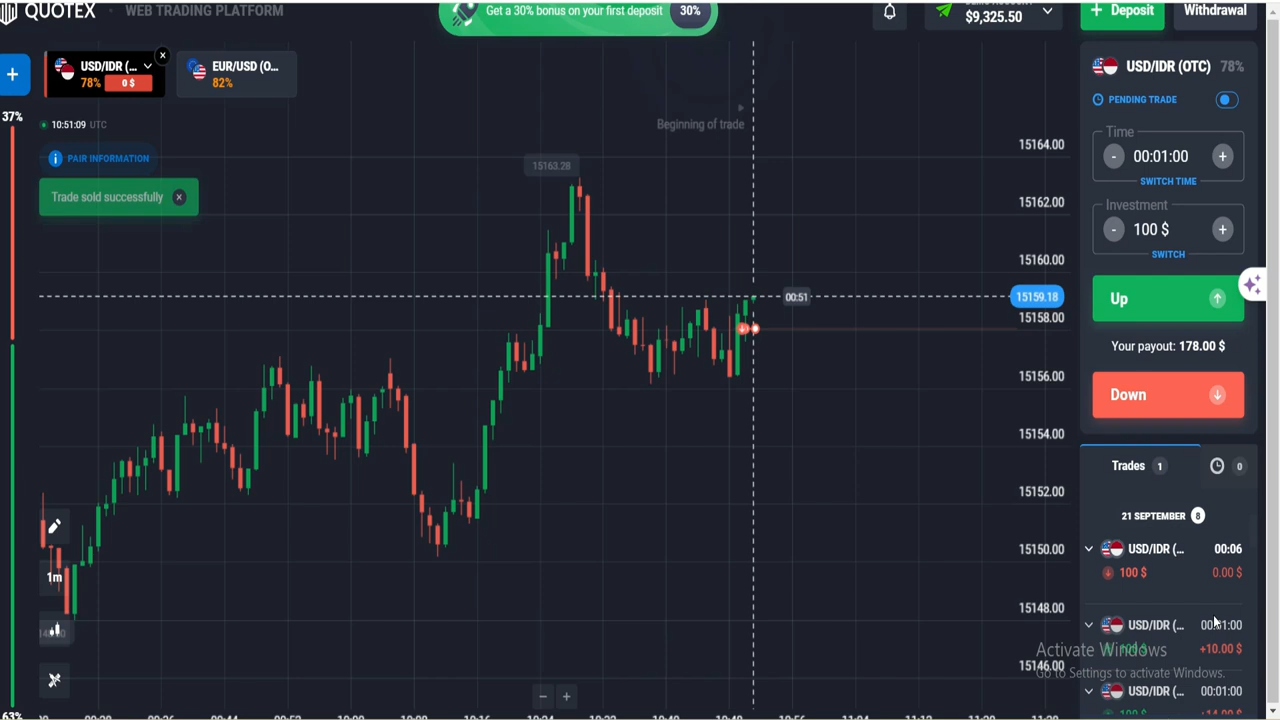 QUOTEX
WEB TRADING PLATFORM
Get a 30% bonus on your first deposit
30%
$9,325.50
+ Deposit
Withdrawal
USD/IDR (...
78%
0 $
EUR/USD (O...
82%
37%
10:51:09 UTC
PAIR INFORMATION
Trade sold successfully
Beginning of trade
15163.28
00:51
15164.00
15162.00
15160.00
15159.18
15158.00
15156.00
15154.00
15152.00
15150.00
15148.00
15146.00
1m
63%
USD/IDR (OTC) 78%
PENDING TRADE
Time
- 00:01:00 +
SWITCH TIME
Investment
- 100 $ +
SWITCH
Up
Your payout: 178.00 $
Down
Trades 1
0
21 SEPTEMBER 8
USD/IDR (... 00:06
100 $ 0.00 $
USD/IDR (... 00:01:00
100 $ +10.00 $
USD/IDR (... 00:01:00
Activate Windows
Go to Settings to activate Windows.